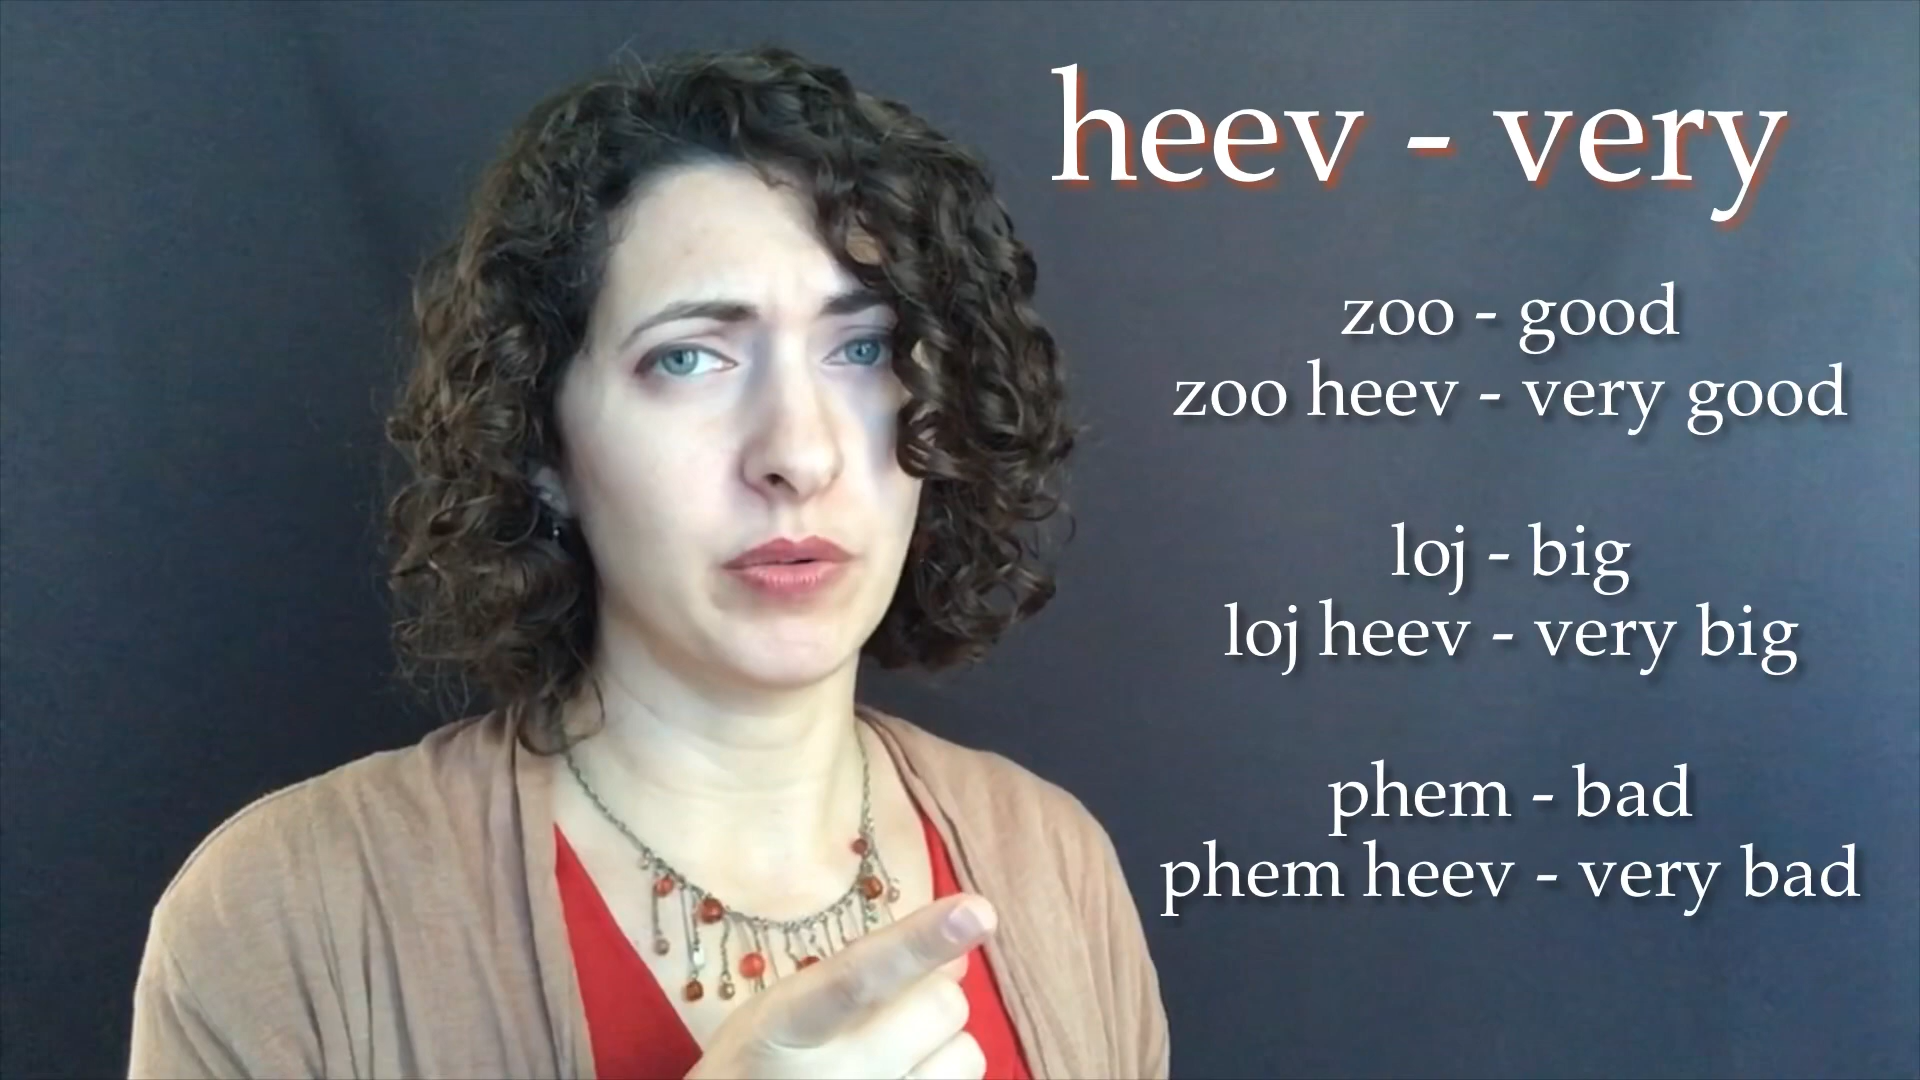 heev - very
zoo - good
zoo heev - very good
loj - big
loj heev - very big
phem - bad
phem heev - very bad